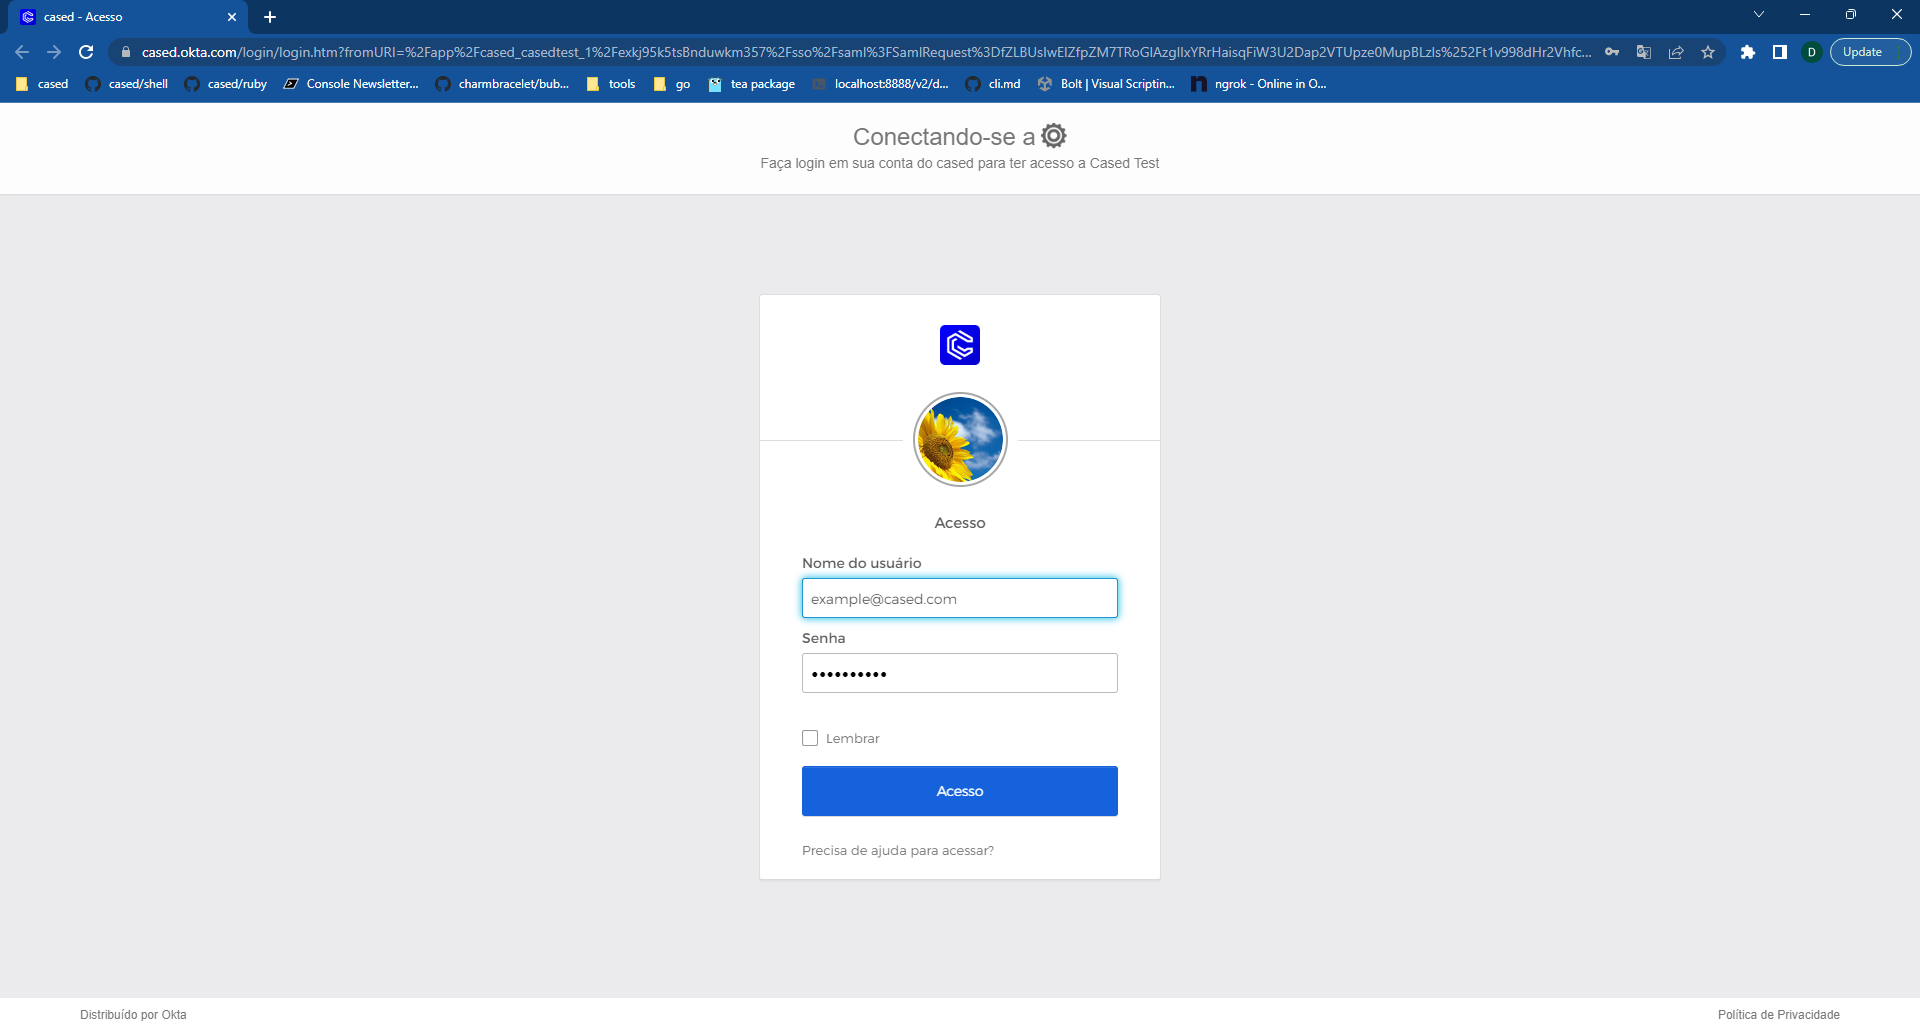 cased - Acesso
cased.okta.com/login/login.htm?fromURI=%2Fapp%2Fcased_casedtest_1%2Fexkj95k5tsBnduwkm357%2Fsso%2Fsaml%3FSamlRequest%3DfZLBUsIwEIZfpZM7TRoGlAzgIIxYRrHaisqFiW3U2Dap2VTUpze0MupBLzls%252Ft1v998dHr2Vhfc...
Update
D
cased
cased/shell
cased/ruby
Console Newsletter...
charmbracelet/bub...
tools
go
tea package
localhost:8888/v2/d...
cli.md
Bolt | Visual Scriptin...
ngrok - Online in O...
Conectando-se a
Faça login em sua conta do cased para ter acesso a Cased Test
Acesso
Nome do usuário
example@cased.com
Senha
••••••••••
Lembrar
Acesso
Precisa de ajuda para acessar?
Distribuído por Okta
Política de Privacidade